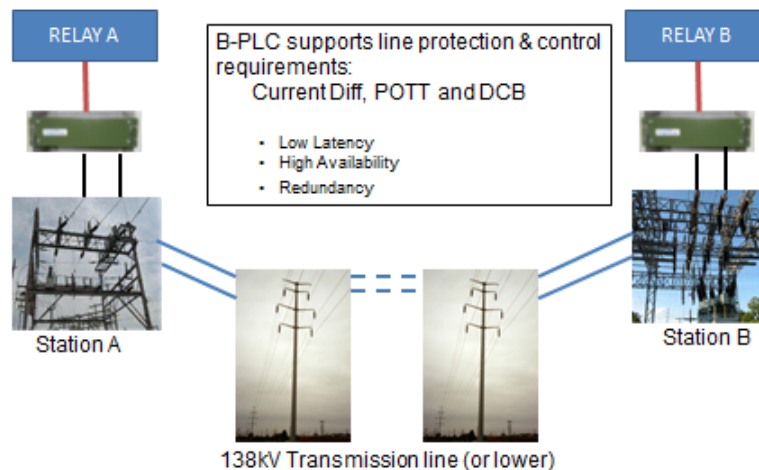 RELAY A
RELAY B
B-PLC supports line protection & control
requirements:
Current Diff, POTT and DCB
▪ Low Latency
▪ High Availability
▪ Redundancy
Station A
Station B
138kV Transmission line (or lower)